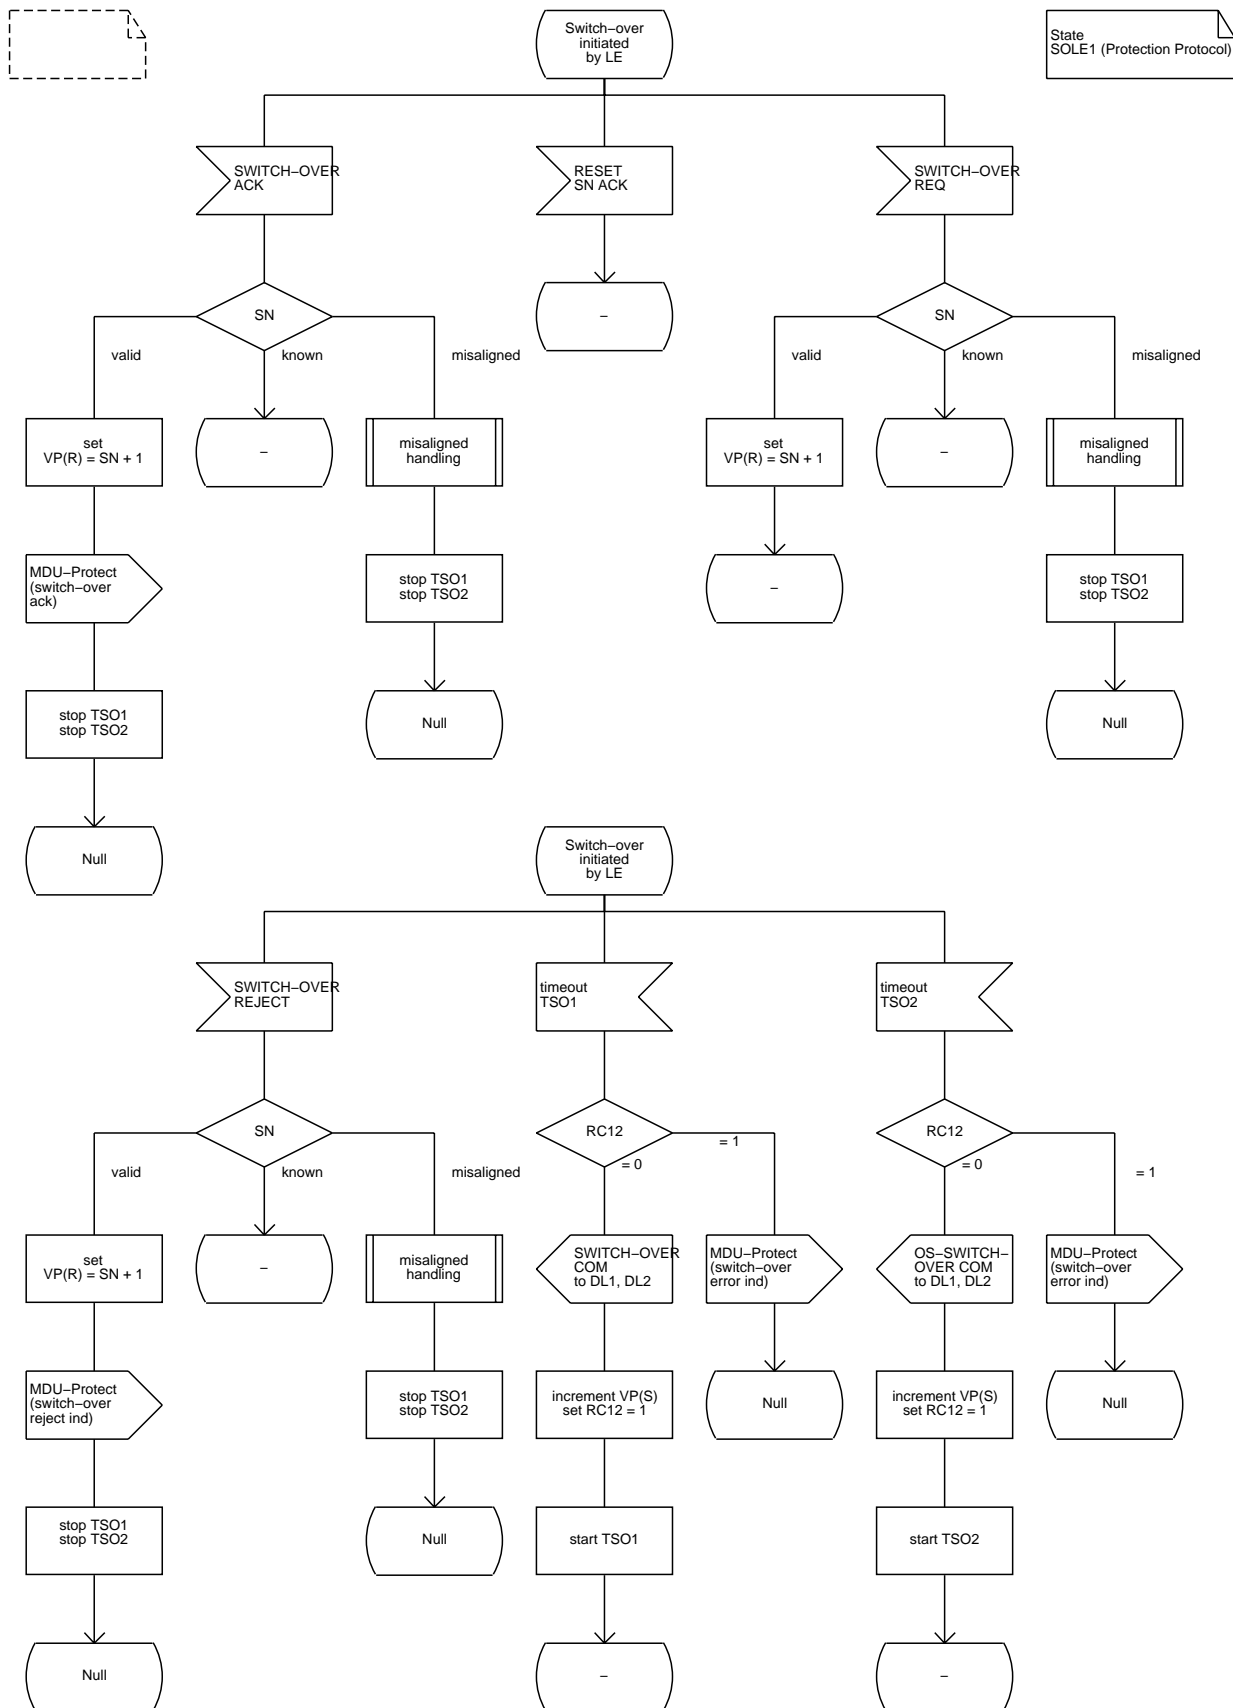 Switch–over
initiated
by LE
State
SOLE1 (Protection Protocol)
SWITCH–OVER
ACK
RESET
SN ACK
SWITCH–OVER
REQ
SN
–
SN
valid
known
misaligned
valid
known
misaligned
set
VP(R) = SN + 1
–
misaligned
handling
set
VP(R) = SN + 1
–
misaligned
handling
MDU–Protect
(switch–over
ack)
stop TSO1
stop TSO2
–
stop TSO1
stop TSO2
stop TSO1
stop TSO2
Null
Null
Null
Switch–over
initiated
by LE
SWITCH–OVER
REJECT
timeout
TSO1
timeout
TSO2
SN
RC12
= 1
RC12
valid
known
misaligned
= 0
= 0
= 1
set
VP(R) = SN + 1
–
misaligned
handling
SWITCH–OVER
COM
to DL1, DL2
MDU–Protect
(switch–over
error ind)
OS–SWITCH–
OVER COM
to DL1, DL2
MDU–Protect
(switch–over
error ind)
MDU–Protect
(switch–over
reject ind)
stop TSO1
stop TSO2
increment VP(S)
set RC12 = 1
Null
increment VP(S)
set RC12 = 1
Null
stop TSO1
stop TSO2
Null
start TSO1
start TSO2
Null
–
–